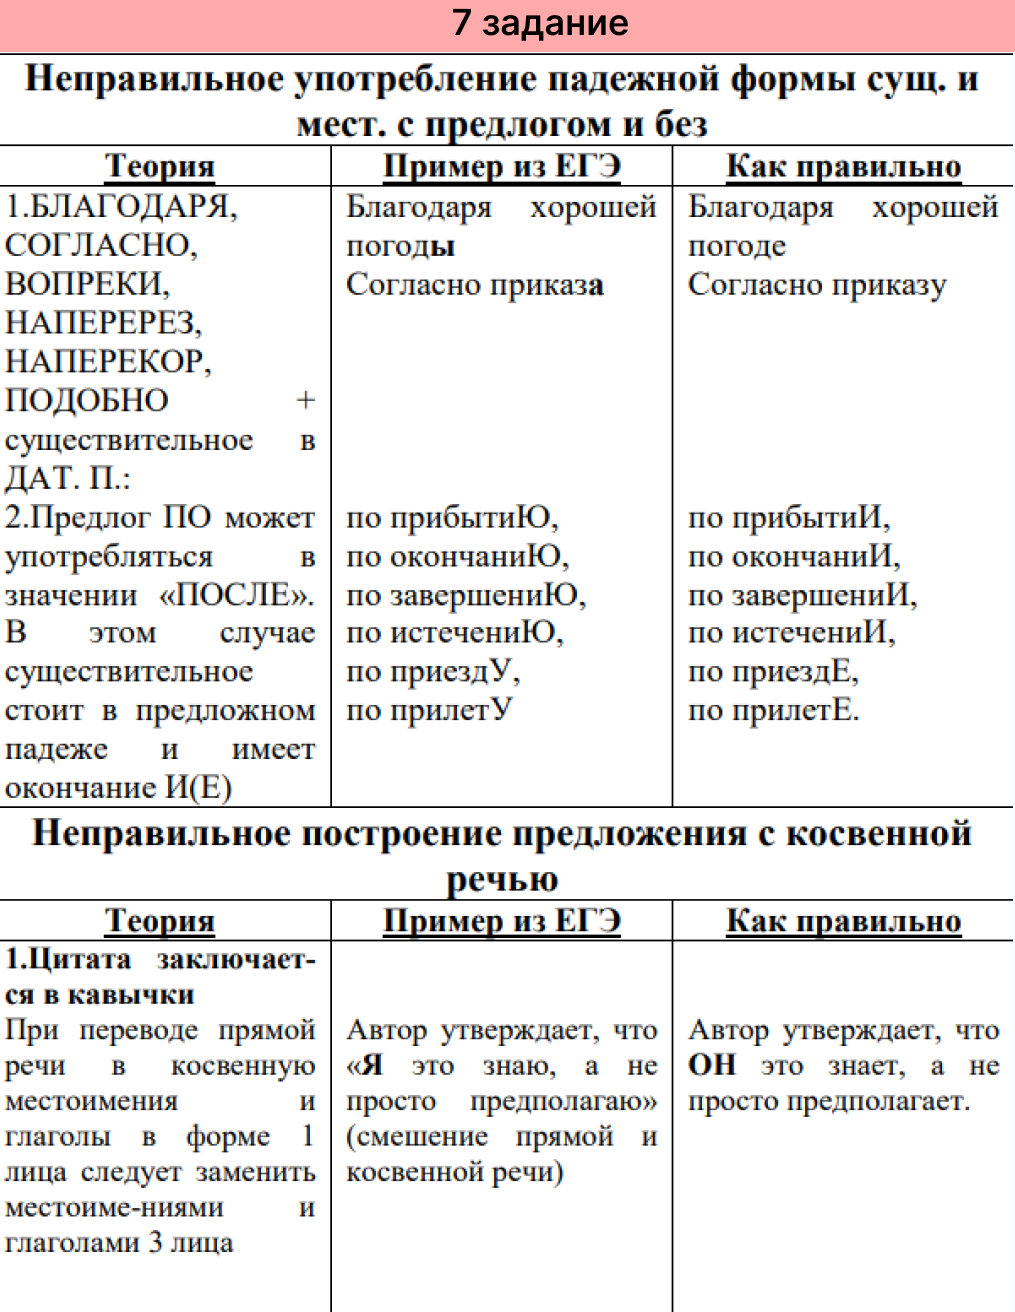 7 задание
Неправильное употребление падежной формы сущ. и
мест. с предлогом и без
Теория
Пример из ЕГЭ
Как правильно
1.БЛАГОДАРЯ,
СОГЛАСНО,
ВОПРЕКИ,
НАПЕРЕРЕЗ,
НАПЕРЕКОР,
ПОДОБНО +
существительное в
ДАТ. П.:
Благодаря хорошей
погоды
Согласно приказа
Благодаря хорошей
погоде
Согласно приказу
2.Предлог ПО может
употребляться в
значении «ПОСЛЕ».
В этом случае
существительное
стоит в предложном
падеже и имеет
окончание И(Е)
по прибытиЮ,
по окончаниЮ,
по завершениЮ,
по истечениЮ,
по приездУ,
по прилетУ
по прибытиИ,
по окончаниИ,
по завершениИ,
по истечениИ,
по приездЕ,
по прилетЕ.
Неправильное построение предложения с косвенной
речью
Теория
Пример из ЕГЭ
Как правильно
1.Цитата заключает-
ся в кавычки
При переводе прямой
речи в косвенную
местоимения и
глаголы в форме 1
лица следует заменить
местоиме-ниями и
глаголами 3 лица
Автор утверждает, что
«Я это знаю, а не
просто предполагаю»
(смешение прямой и
косвенной речи)
Автор утверждает, что
ОН это знает, а не
просто предполагает.